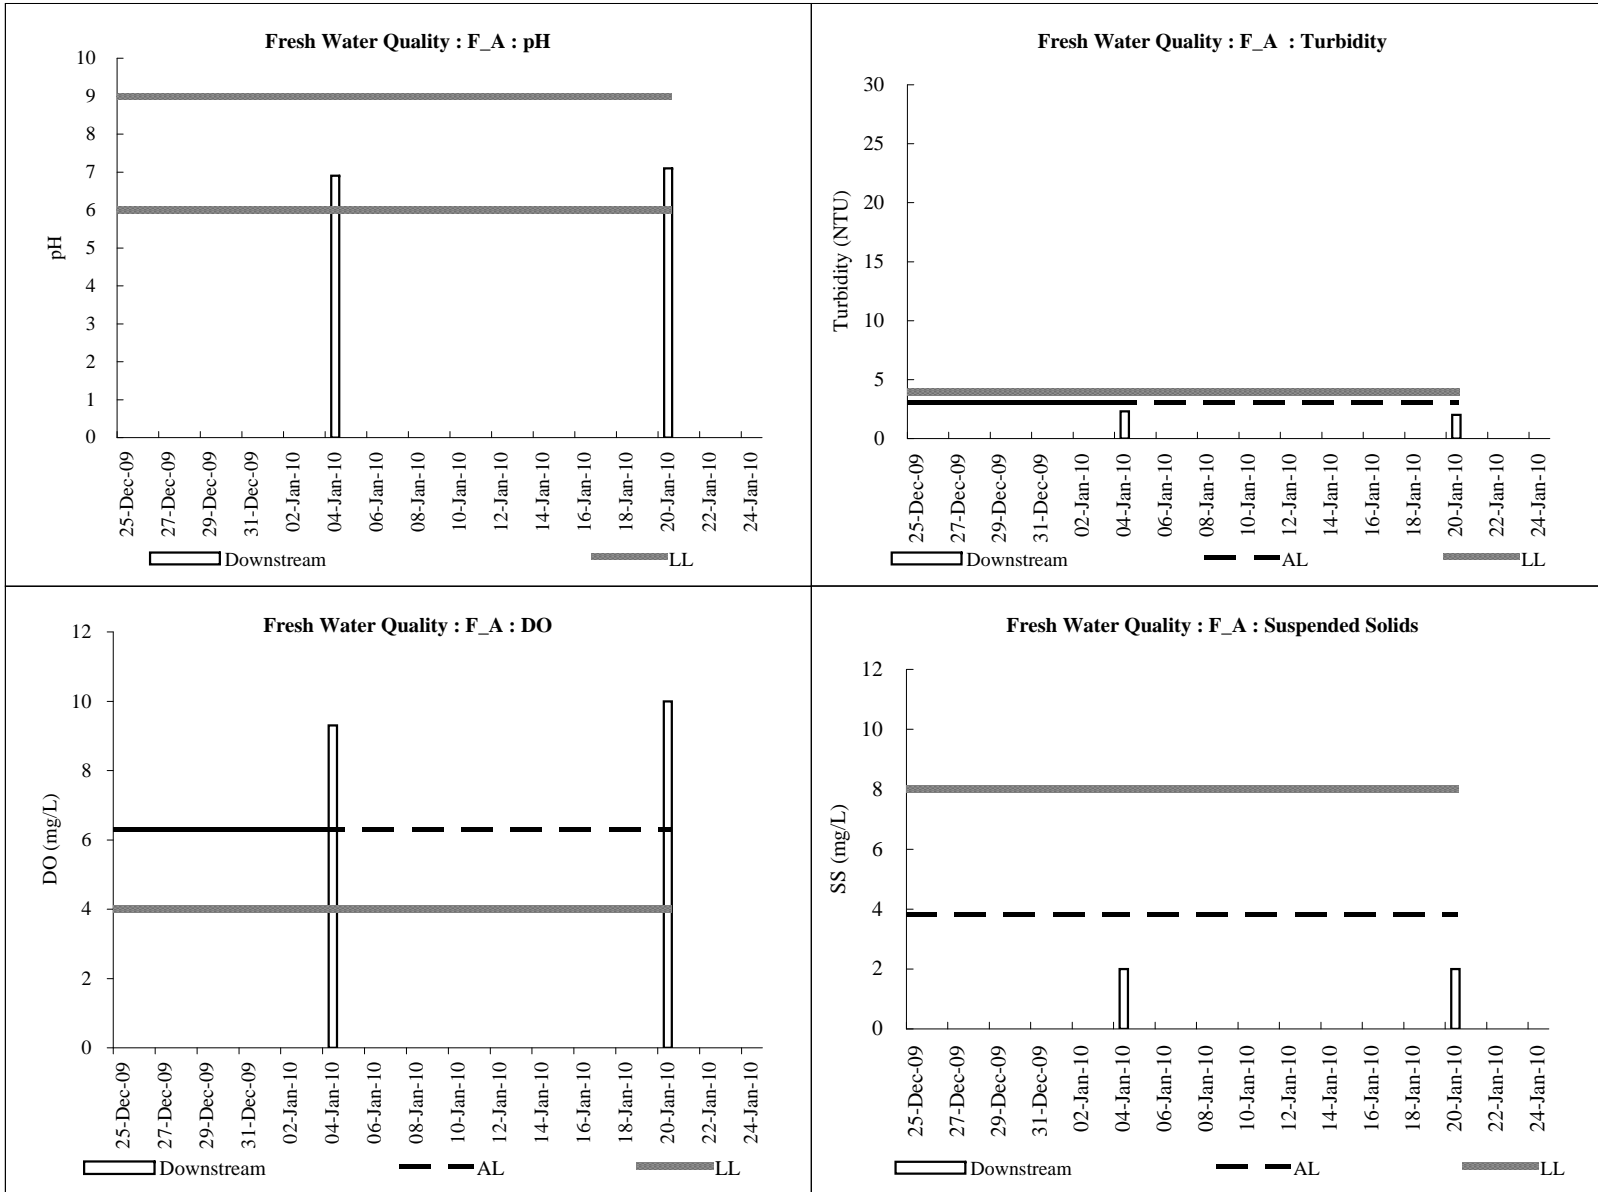 Fresh Water Quality : F_A : pH
10
9
8
7
6
5
4
3
2
1
0
pH
25-Dec-09
27-Dec-09
29-Dec-09
31-Dec-09
02-Jan-10
04-Jan-10
06-Jan-10
08-Jan-10
10-Jan-10
12-Jan-10
14-Jan-10
16-Jan-10
18-Jan-10
20-Jan-10
22-Jan-10
24-Jan-10
Downstream LL
Fresh Water Quality : F_A : Turbidity
30
25
20
15
10
5
0
Turbidity (NTU)
25-Dec-09
27-Dec-09
29-Dec-09
31-Dec-09
02-Jan-10
04-Jan-10
06-Jan-10
08-Jan-10
10-Jan-10
12-Jan-10
14-Jan-10
16-Jan-10
18-Jan-10
20-Jan-10
22-Jan-10
24-Jan-10
Downstream AL LL
Fresh Water Quality : F_A : DO
12
10
8
6
4
2
0
DO (mg/L)
25-Dec-09
27-Dec-09
29-Dec-09
31-Dec-09
02-Jan-10
04-Jan-10
06-Jan-10
08-Jan-10
10-Jan-10
12-Jan-10
14-Jan-10
16-Jan-10
18-Jan-10
20-Jan-10
22-Jan-10
24-Jan-10
Downstream AL LL
Fresh Water Quality : F_A : Suspended Solids
12
10
8
6
4
2
0
SS (mg/L)
25-Dec-09
27-Dec-09
29-Dec-09
31-Dec-09
02-Jan-10
04-Jan-10
06-Jan-10
08-Jan-10
10-Jan-10
12-Jan-10
14-Jan-10
16-Jan-10
18-Jan-10
20-Jan-10
22-Jan-10
24-Jan-10
Downstream AL LL